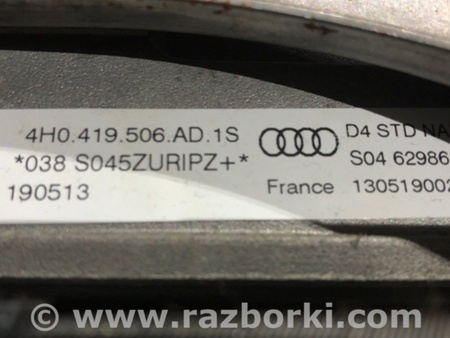 4H0.419.506.AD.1S D4 STD NA
*038 S045ZURIPZ+* S04 62986
190513 France 130519002
© www.razborki.com